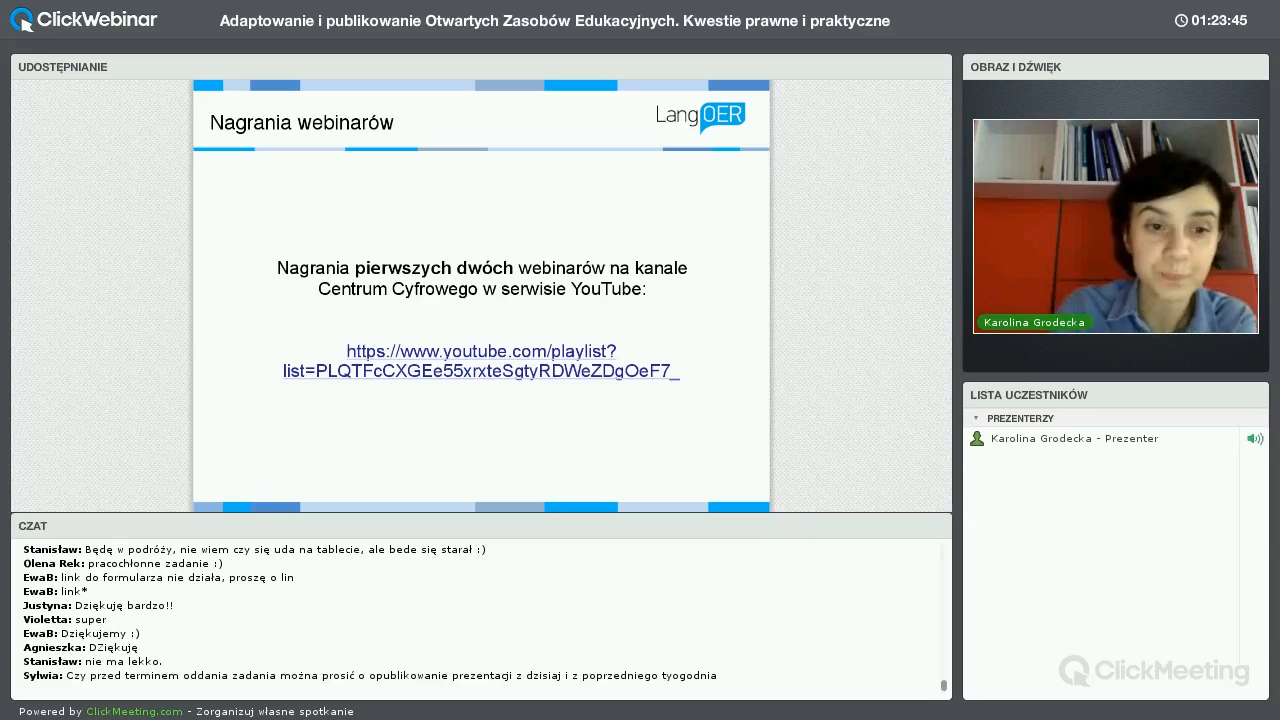 ClickWebinar
Adaptowanie i publikowanie Otwartych Zasobów Edukacyjnych. Kwestie prawne i praktyczne
01:23:45
UDOSTĘPNIANIE
Nagrania webinarów
LangOER
Nagrania pierwszych dwóch webinarów na kanale
Centrum Cyfrowego w serwisie YouTube:
https://www.youtube.com/playlist?
list=PLQTFcCXGEe55xrxteSgtyRDWeZDgOeF7_
OBRAZ I DŹWIĘK
Karolina Grodecka
LISTA UCZESTNIKÓW
PREZENTERZY
Karolina Grodecka - Prezenter
ClickMeeting
CZAT
Stanisław: Będę w podróży, nie wiem czy się uda na tablecie, ale bede się starał :)
Olena Rek: pracochłonne zadanie :)
EwaB: link do formularza nie działa, proszę o lin
EwaB: link*
Justyna: Dziękuję bardzo!!
Violetta: super
EwaB: Dziękujemy :)
Agnieszka: DZiękuję
Stanisław: nie ma lekko.
Sylwia: Czy przed terminem oddania zadania można prosić o opublikowanie prezentagi z dzisiaj i z poprzedniego tyogodnia
Powered by ClickMeeting.com - Zorganizuj własne spotkanie